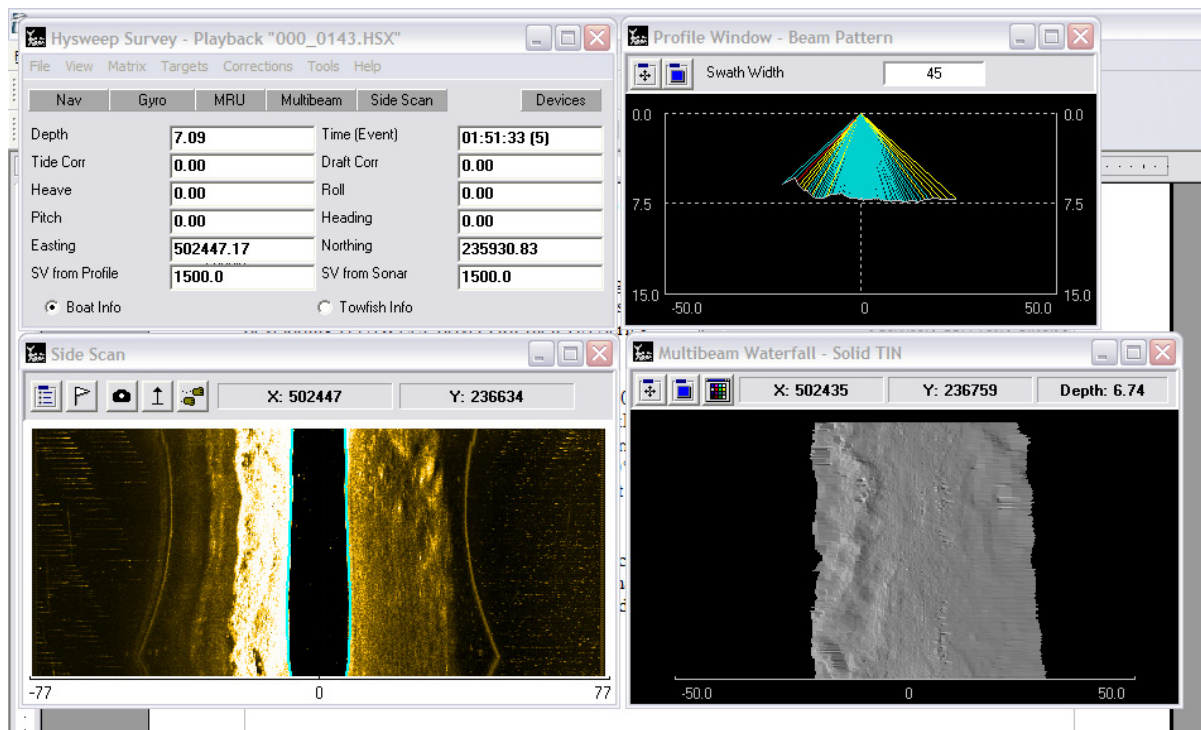 Hysweep Survey - Playback "000_0143.HSX"
File View Matrix Targets Corrections Tools Help
Nav Gyro MRU Multibeam Side Scan Devices
Depth 7.09 Time (Event) 01:51:33 (5)
Tide Corr 0.00 Draft Corr 0.00
Heave 0.00 Roll 0.00
Pitch 0.00 Heading 0.00
Easting 502447.17 Northing 235930.83
SV from Profile 1500.0 SV from Sonar 1500.0
Boat Info Towfish Info
Profile Window - Beam Pattern
Swath Width 45
0.0 0.0
7.5 7.5
15.0 15.0
-50.0 0 50.0
Side Scan
X: 502447 Y: 236634
-77 0 77
Multibeam Waterfall - Solid TIN
X: 502435 Y: 236759 Depth: 6.74
-50.0 0 50.0